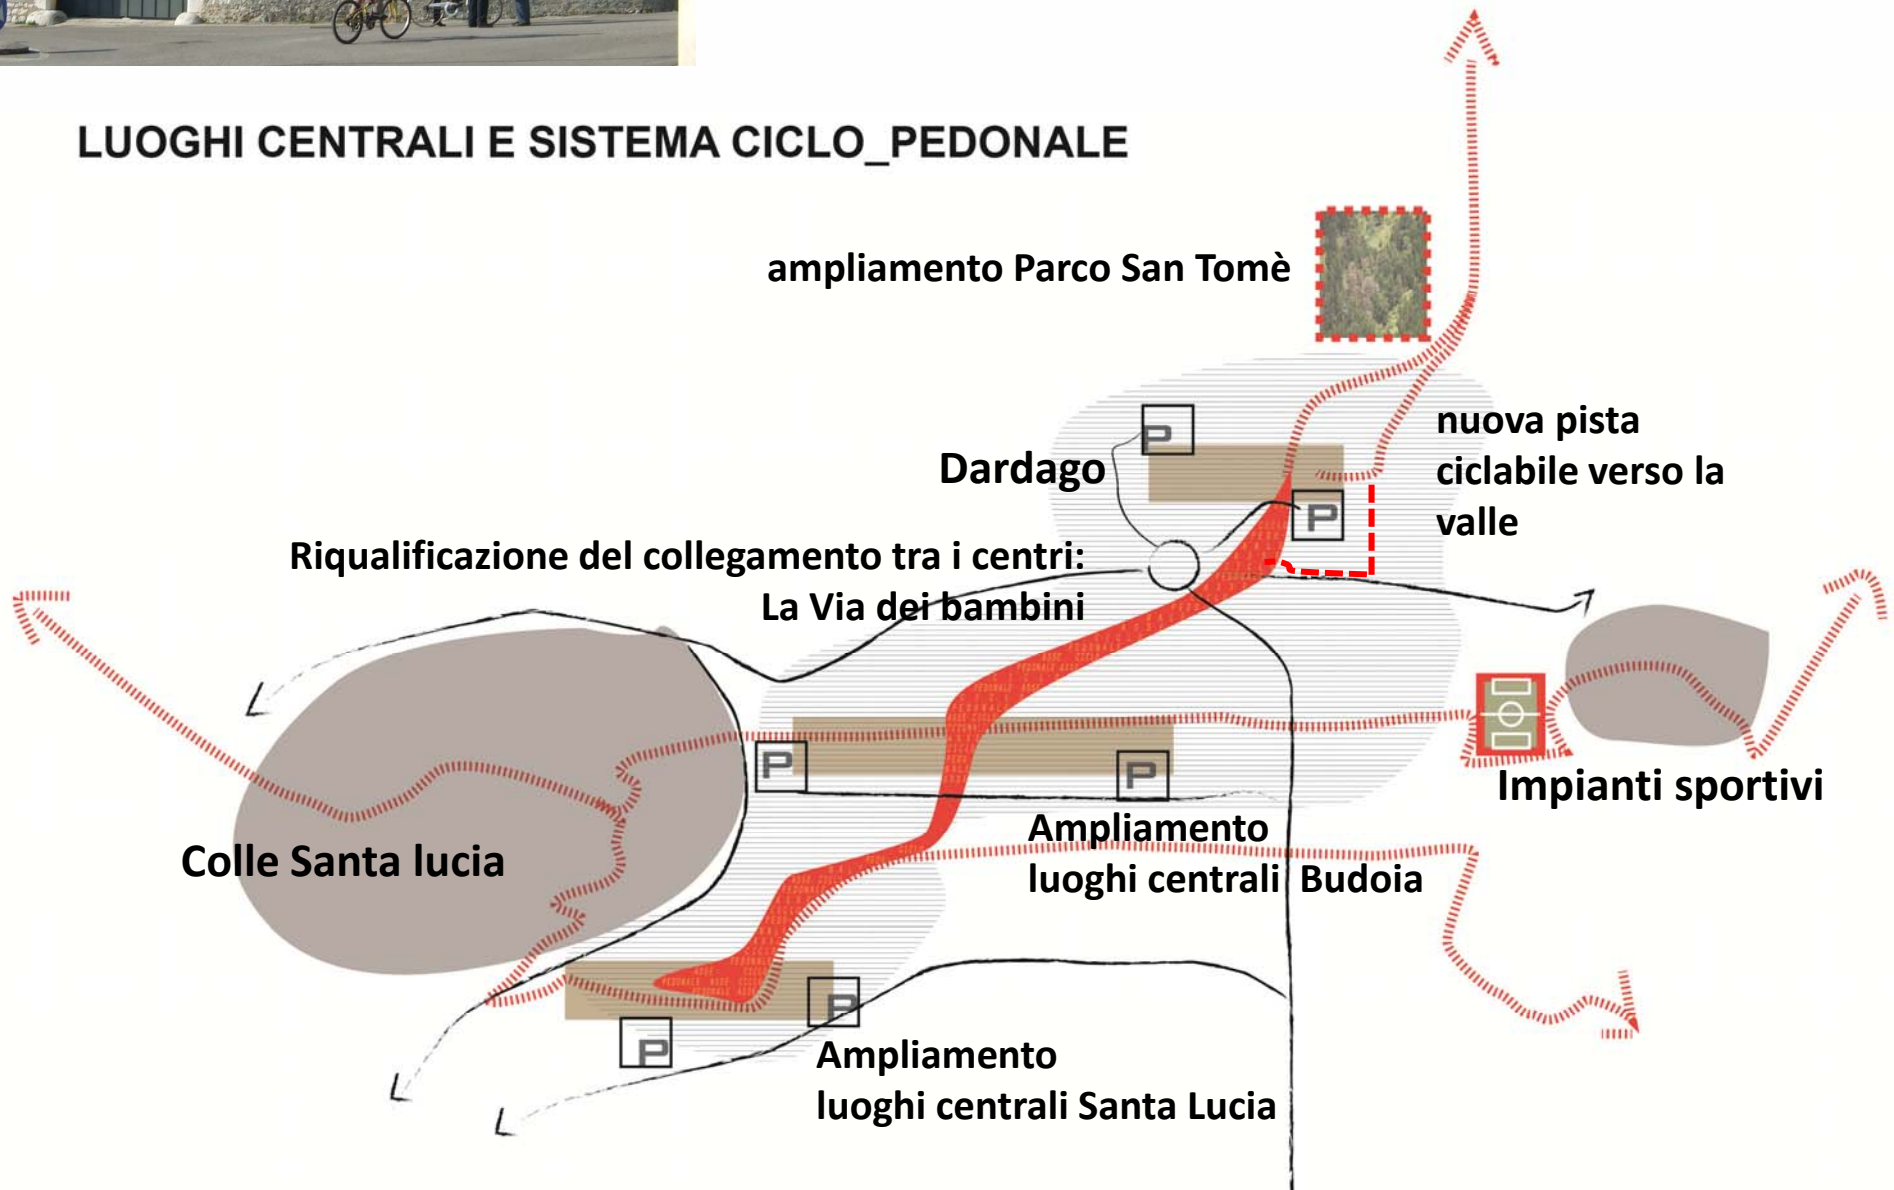 LUOGHI CENTRALI E SISTEMA CICLO_PEDONALE
ampliamento Parco San Tomè
nuova pista
ciclabile verso la
valle
P
Dardago
P
Riqualificazione del collegamento tra i centri:
La Via dei bambini
P
P
Impianti sportivi
Ampliamento
luoghi centrali Budoia
Colle Santa lucia
P
P
Ampliamento
luoghi centrali Santa Lucia